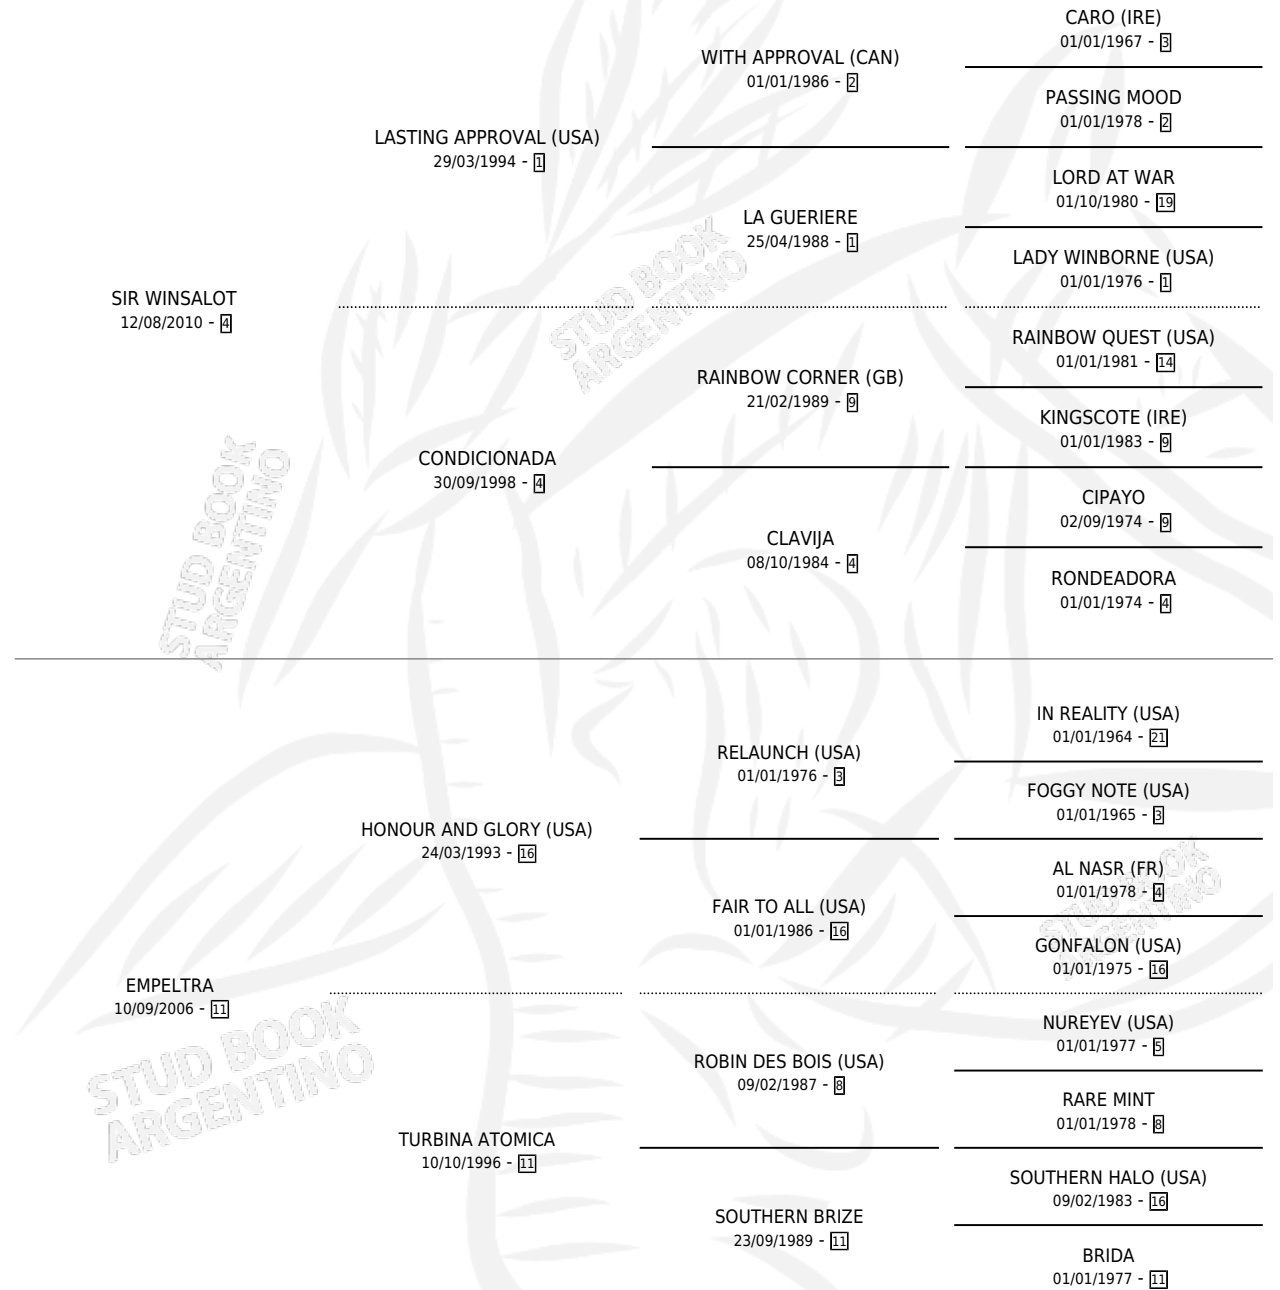 CARO (IRE)
01/01/1967 - 3
WITH APPROVAL (CAN)
01/01/1986 - 2
PASSING MOOD
01/01/1978 - 2
LASTING APPROVAL (USA)
29/03/1994 - 1
LORD AT WAR
01/10/1980 - 19
LA GUERIERE
25/04/1988 - 1
LADY WINBORNE (USA)
01/01/1976 - 1
SIR WINSALOT
12/08/2010 - 4
RAINBOW QUEST (USA)
01/01/1981 - 14
RAINBOW CORNER (GB)
21/02/1989 - 9
KINGSCOTE (IRE)
01/01/1983 - 9
CONDICIONADA
30/09/1998 - 4
CIPAYO
02/09/1974 - 9
CLAVIJA
08/10/1984 - 4
RONDEADORA
01/01/1974 - 4
IN REALITY (USA)
01/01/1964 - 21
RELAUNCH (USA)
01/01/1976 - 3
FOGGY NOTE (USA)
01/01/1965 - 3
HONOUR AND GLORY (USA)
24/03/1993 - 16
AL NASR (FR)
01/01/1978 - 4
FAIR TO ALL (USA)
01/01/1986 - 16
GONFALON (USA)
01/01/1975 - 16
EMPELTRA
10/09/2006 - 11
NUREYEV (USA)
01/01/1977 - 5
ROBIN DES BOIS (USA)
09/02/1987 - 8
RARE MINT
01/01/1978 - 8
TURBINA ATOMICA
10/10/1996 - 11
SOUTHERN HALO (USA)
09/02/1983 - 16
SOUTHERN BRIZE
23/09/1989 - 11
BRIDA
01/01/1977 - 11
STUD BOOK
ARGENTINO
STUD BOOK
ARGENTINO
STUD BOOK
ARGENTINO
STUD BOOK
ARGENTINO